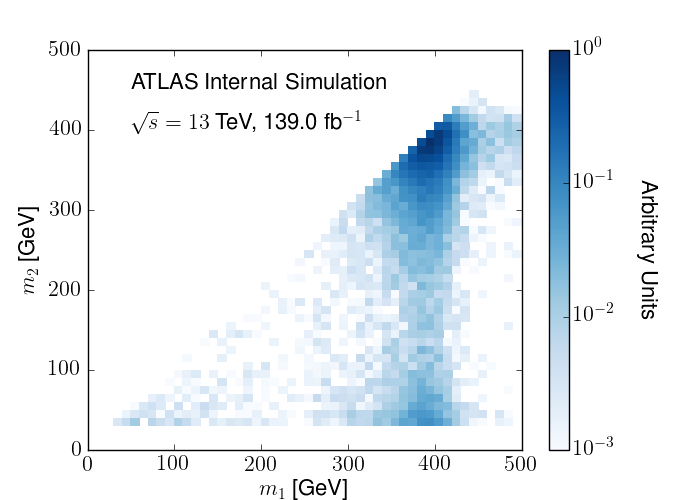 ATLAS Internal Simulation
√s = 13 TeV, 139.0 fb⁻¹
500
400
300
200
100
0
m₂ [GeV]
0 100 200 300 400 500
m₁ [GeV]
10⁰
10⁻¹
10⁻²
10⁻³
Arbitrary Units